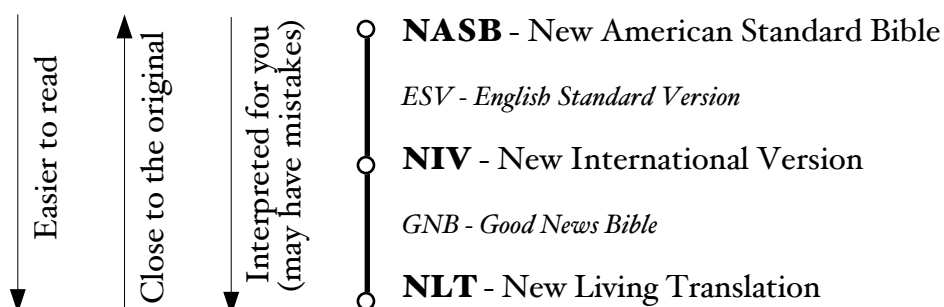 Easier to read
Close to the original
Interpreted for you
(may have mistakes)
NASB - New American Standard Bible
ESV - English Standard Version
NIV - New International Version
GNB - Good News Bible
NLT - New Living Translation